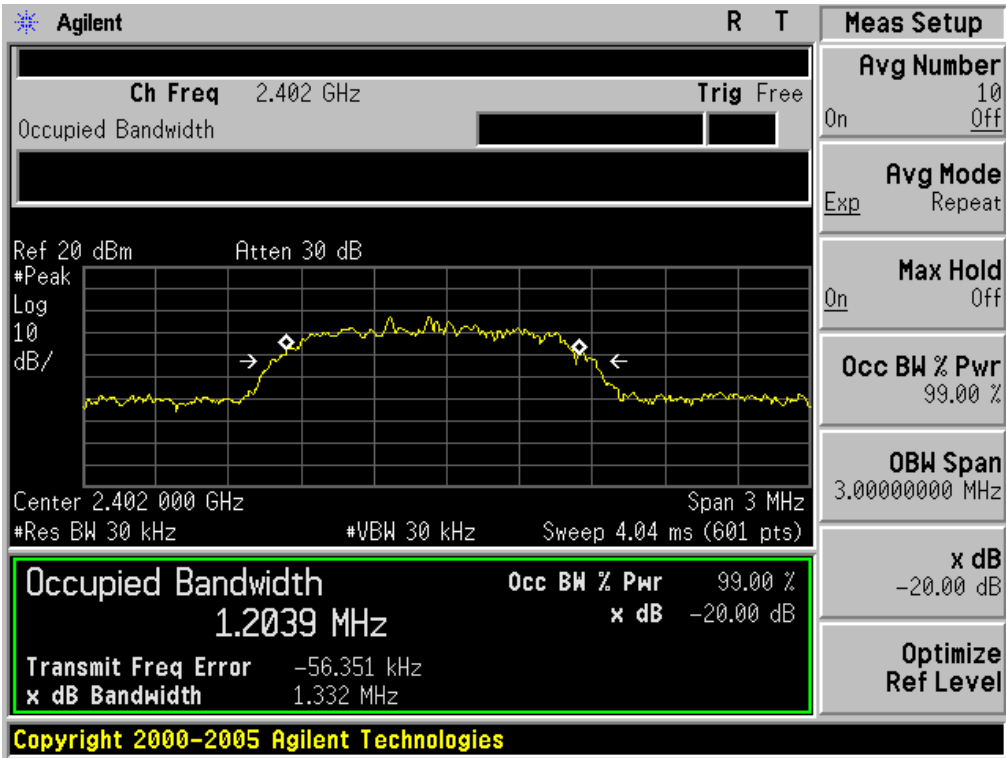 Agilent R T
Ch Freq 2.402 GHz Trig Free
Occupied Bandwidth
Ref 20 dBm Atten 30 dB
#Peak
Log
10
dB/
Center 2.402 000 GHz Span 3 MHz
#Res BW 30 kHz #VBW 30 kHz Sweep 4.04 ms (601 pts)
Occupied Bandwidth Occ BW % Pwr 99.00 %
1.2039 MHz x dB -20.00 dB
Transmit Freq Error -56.351 kHz
x dB Bandwidth 1.332 MHz
Copyright 2000-2005 Agilent Technologies
Meas Setup
Avg Number
10
On Off
Avg Mode
Exp Repeat
Max Hold
On Off
Occ BW % Pwr
99.00 %
OBW Span
3.00000000 MHz
x dB
-20.00 dB
Optimize
Ref Level